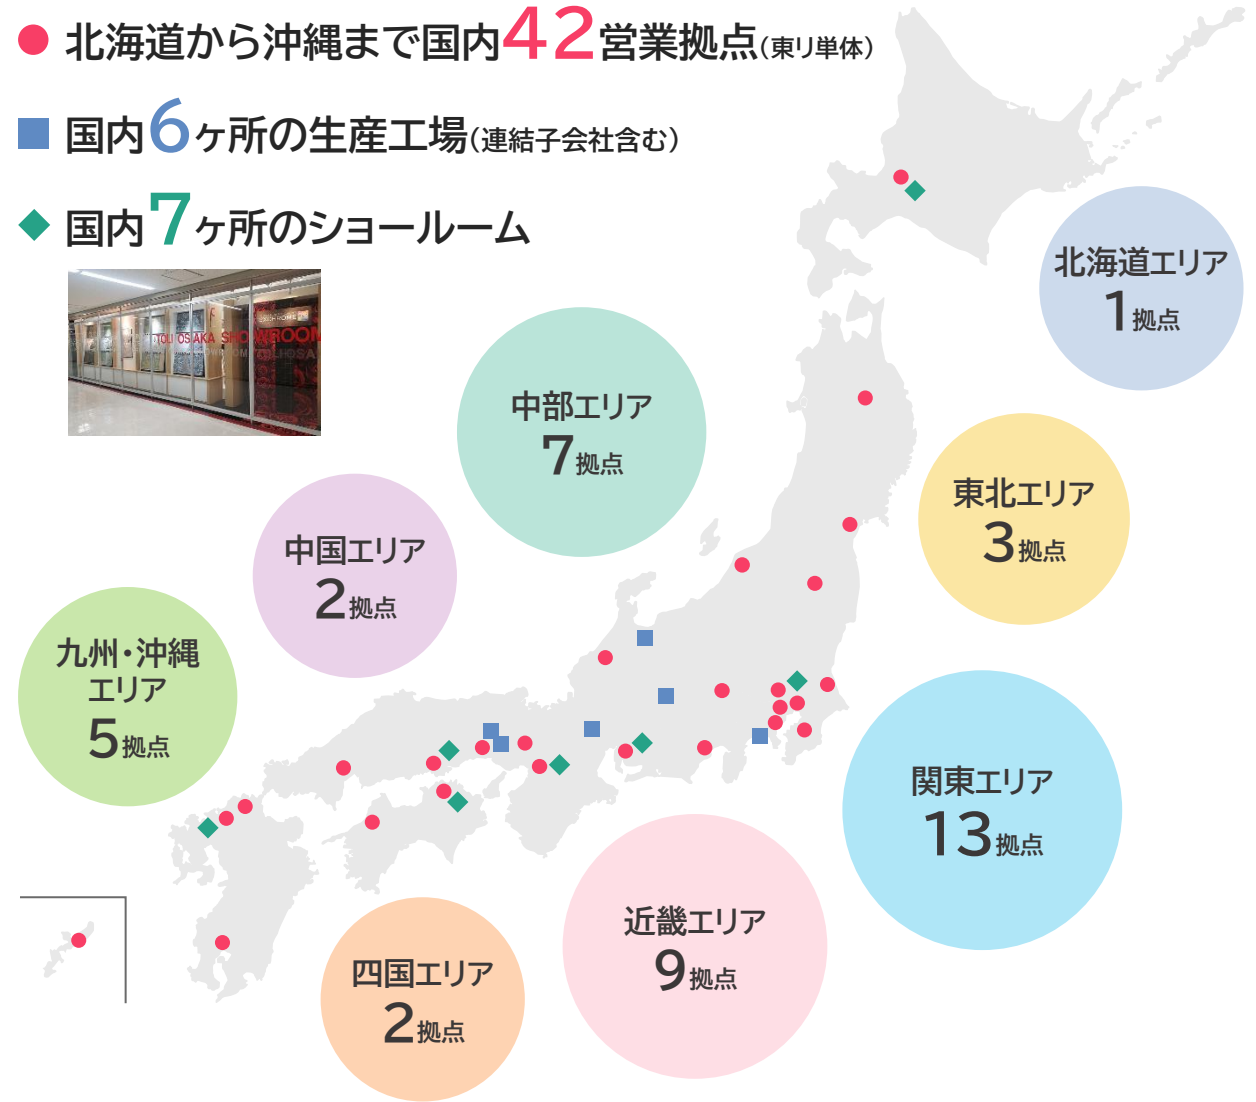 北海道から沖縄まで国内42営業拠点(東リ単体)
国内6ヶ所の生産工場(連結子会社含む)
国内7ヶ所のショールーム
TOLI OSAKA SHOWROOM
北海道エリア
1拠点
中部エリア
7拠点
東北エリア
3拠点
中国エリア
2拠点
九州・沖縄
エリア
5拠点
関東エリア
13拠点
近畿エリア
9拠点
四国エリア
2拠点